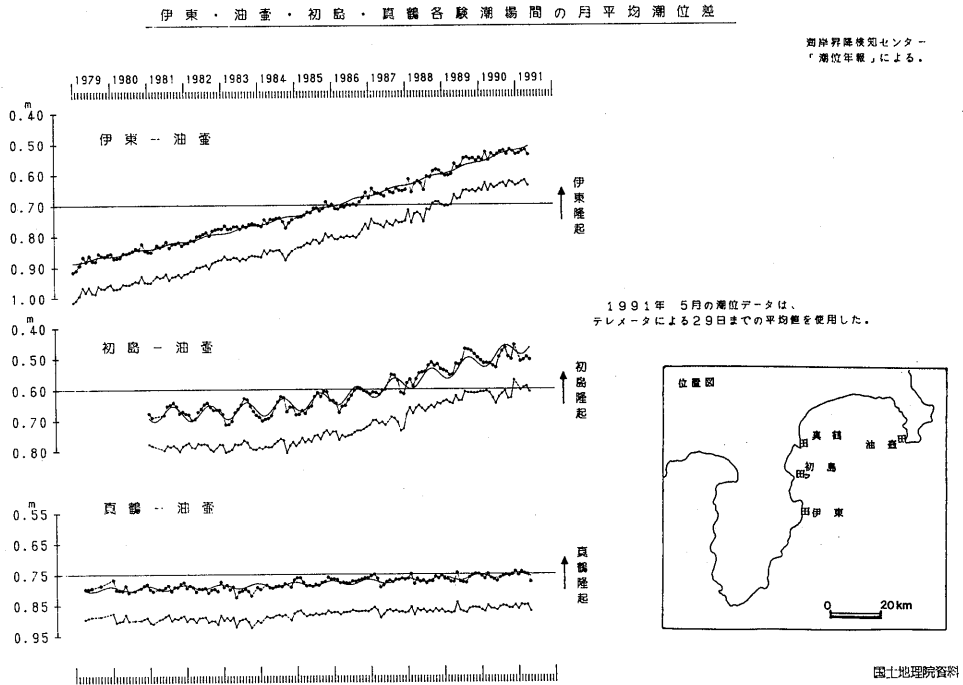 伊東・油壷・初島・真鶴各験潮場間の月平均潮位差
海岸昇降検知センター
「潮位年報」による。
1979 1980 1981 1982 1983 1984 1985 1986 1987 1988 1989 1990 1991
m
0.40
0.50
0.60
0.70
0.80
0.90
1.00
伊東－油壷
伊東隆起
1991年 5月の潮位データは、
テレメータによる29日までの平均値を使用した。
m
0.40
0.50
0.60
0.70
0.80
初島－油壷
初島隆起
m
0.55
0.65
0.75
0.85
0.95
真鶴－油壷
真鶴隆起
位置図
真鶴
油壷
初島
伊東
0 20km
国土地理院資料